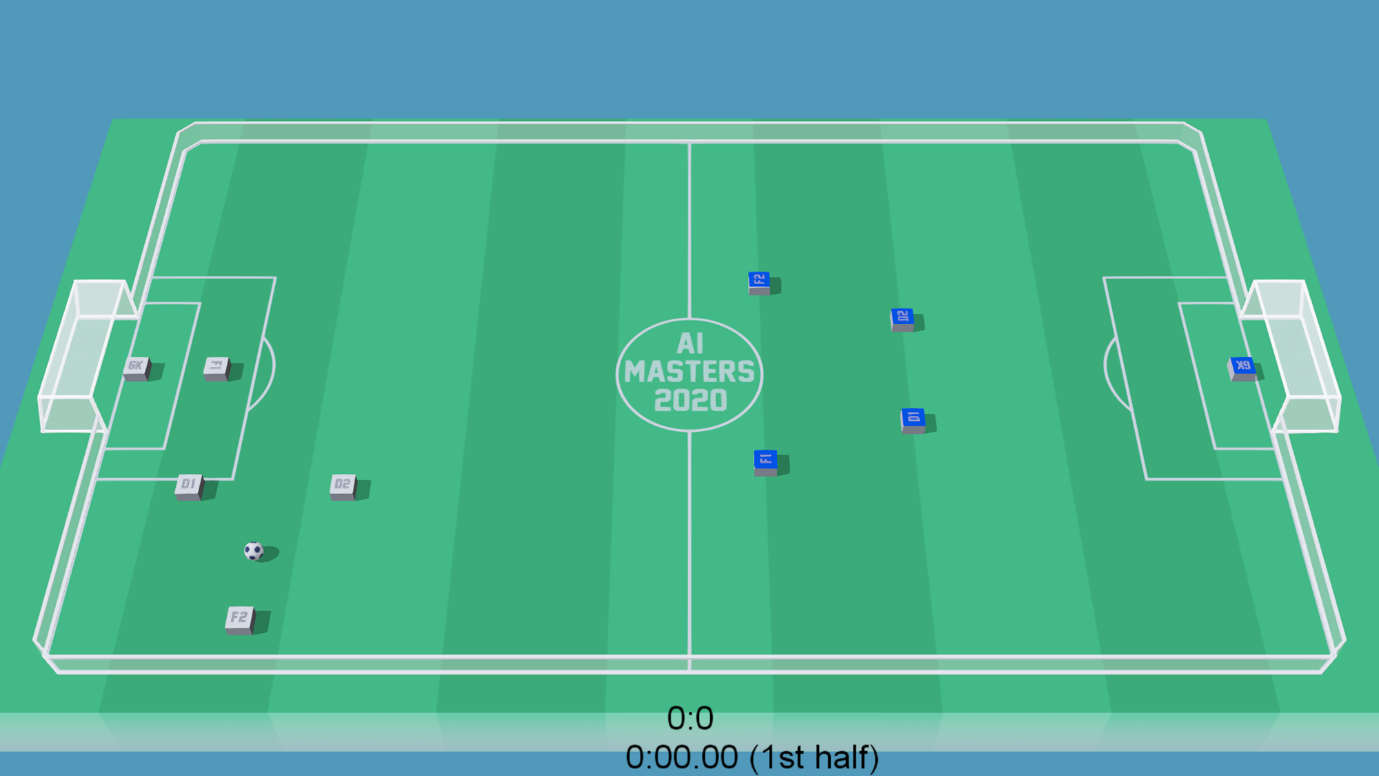 F2
D2
AI
MASTERS
2020
GK
F1
GK
D1
F1
D1
D2
F2
0:0
0:00.00 (1st half)